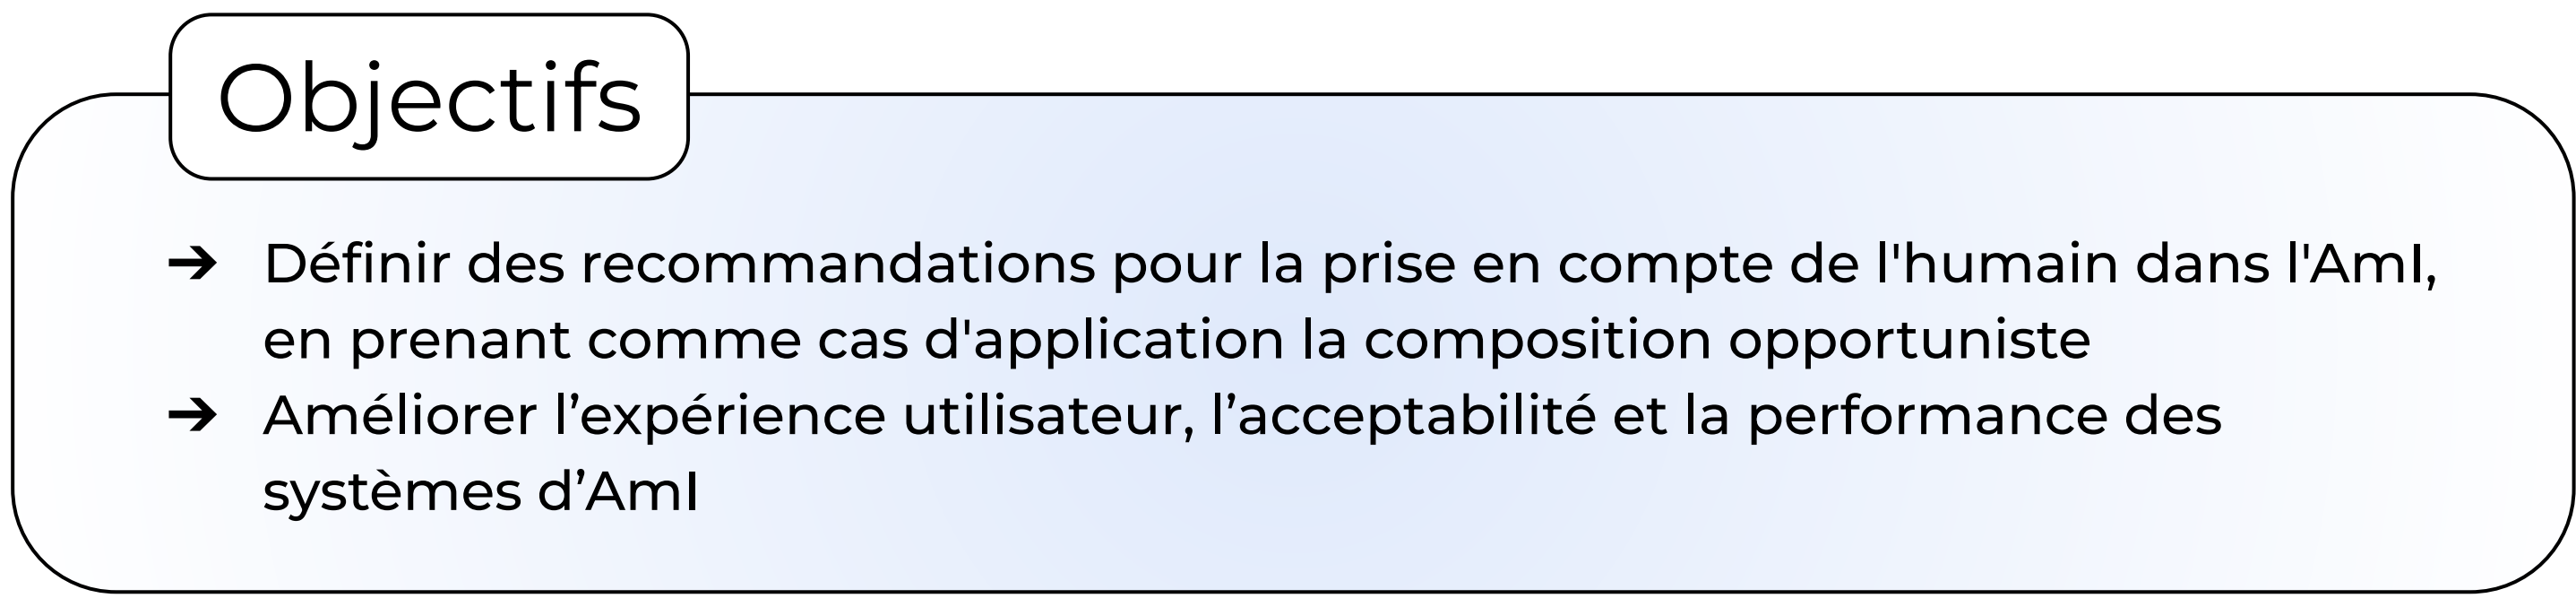 Objectifs
➔ Définir des recommandations pour la prise en compte de l'humain dans l'AmI,
en prenant comme cas d'application la composition opportuniste
➔ Améliorer l’expérience utilisateur, l’acceptabilité et la performance des
systèmes d’AmI